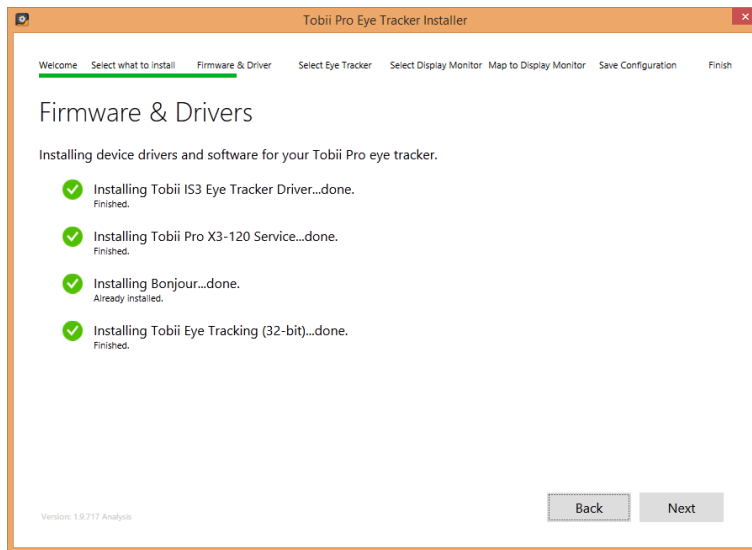 Tobii Pro Eye Tracker Installer
Welcome Select what to install Firmware & Driver Select Eye Tracker Select Display Monitor Map to Display Monitor Save Configuration Finish
Firmware & Drivers
Installing device drivers and software for your Tobii Pro eye tracker.
Installing Tobii IS3 Eye Tracker Driver...done.
Finished.
Installing Tobii Pro X3-120 Service...done.
Finished.
Installing Bonjour...done.
Already installed.
Installing Tobii Eye Tracking (32-bit)...done.
Finished.
Version: 1.9.717 Analysis
Back Next